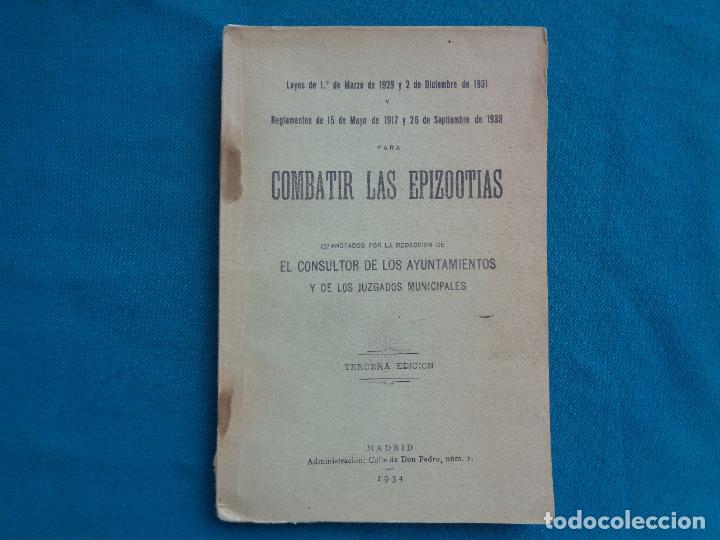 Leyes de 1.º de Marzo de 1929 y 2 de Diciembre de 1931
Y
Reglamentos de 15 de Mayo de 1917 y 26 de Septiembre de 1933
PARA
COMBATIR LAS EPIZOOTIAS
ANOTADOS POR LA REDACCION DE
EL CONSULTOR DE LOS AYUNTAMIENTOS
Y DE LOS JUZGADOS MUNICIPALES
TERCERA EDICION
MADRID
Administración: Calle de Don Pedro, núm. 1.
1934
todocoleccion